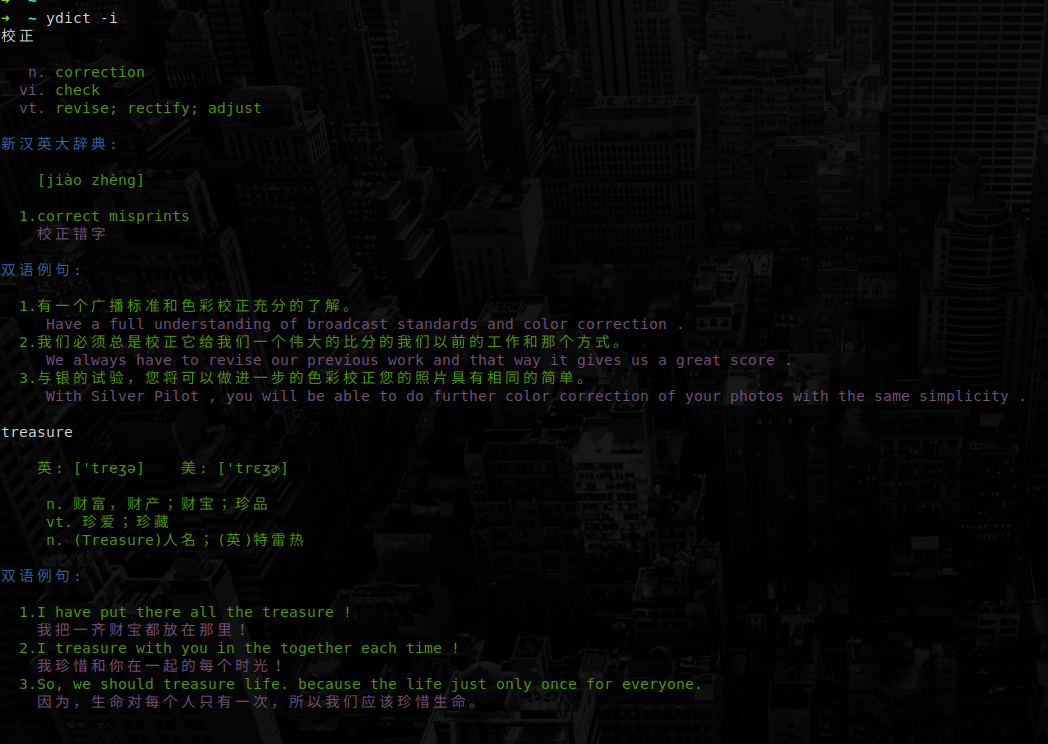 ➜  ~
➜  ~ ydict -i
校正
n. correction
vi. check
vt. revise; rectify; adjust
新汉英大辞典:
[jiào zhèng]
1.correct misprints
校正错字
双语例句:
1.有一个广播标准和色彩校正充分的了解。
Have a full understanding of broadcast standards and color correction .
2.我们必须总是校正它给我们一个伟大的比分的我们以前的工作和那个方式。
We always have to revise our previous work and that way it gives us a great score .
3.与银的试验，您将可以做进一步的色彩校正您的照片具有相同的简单。
With Silver Pilot , you will be able to do further color correction of your photos with the same simplicity .
treasure
英: ['treʒə]    美: ['trɛʒɚ]
n. 财富，财产；财宝；珍品
vt. 珍爱；珍藏
n. (Treasure)人名；(英)特雷热
双语例句:
1.I have put there all the treasure !
我把一齐财宝都放在那里！
2.I treasure with you in the together each time !
我珍惜和你在一起的每个时光！
3.So, we should treasure life. because the life just only once for everyone.
因为，生命对每个人只有一次，所以我们应该珍惜生命。